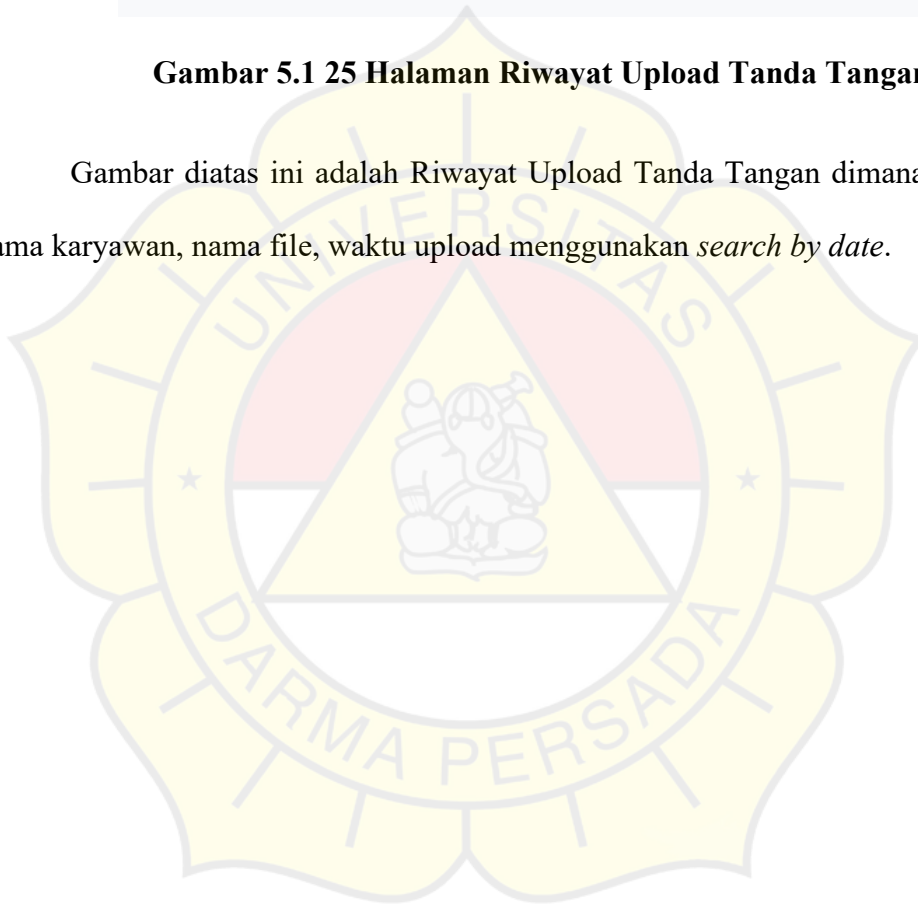 Gambar 5.1 25 Halaman Riwayat Upload Tanda Tangan
Gambar diatas ini adalah Riwayat Upload Tanda Tangan dimana
ama karyawan, nama file, waktu upload menggunakan search by date.
UNIVERSITAS
DARMA PERSADA